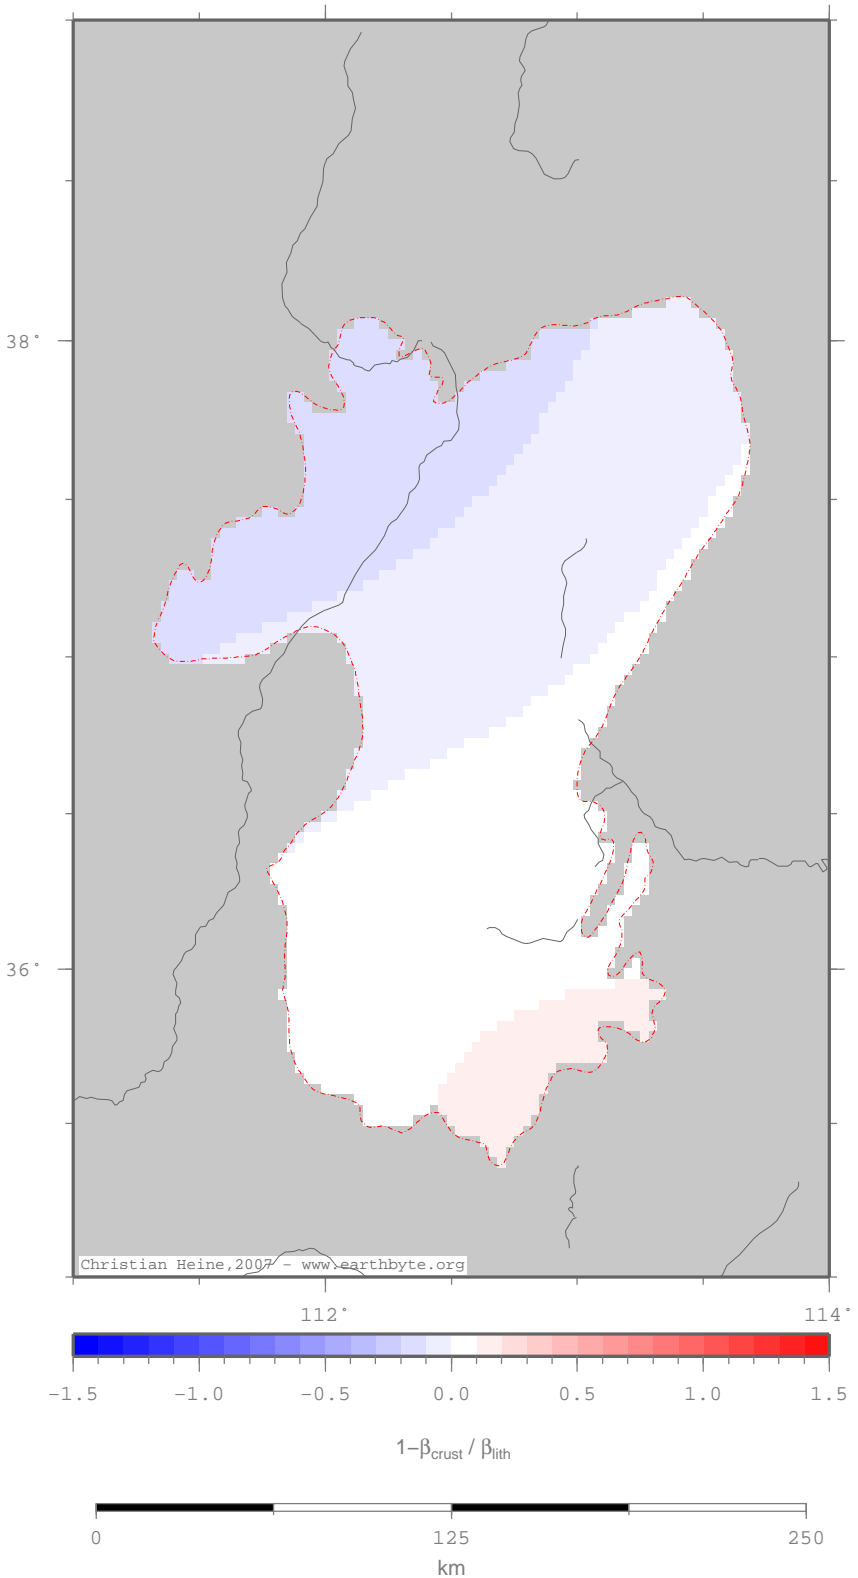 38°
36°
Christian Heine,2007 - www.earthbyte.org
112° 114°
-1.5 -1.0 -0.5 0.0 0.5 1.0 1.5
1-βcrust / βlith
0 125 250
km